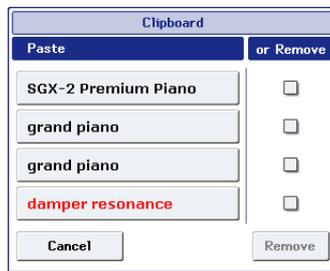 Clipboard
Paste or Remove
SGX-2 Premium Piano
grand piano
grand piano
damper resonance
Cancel Remove